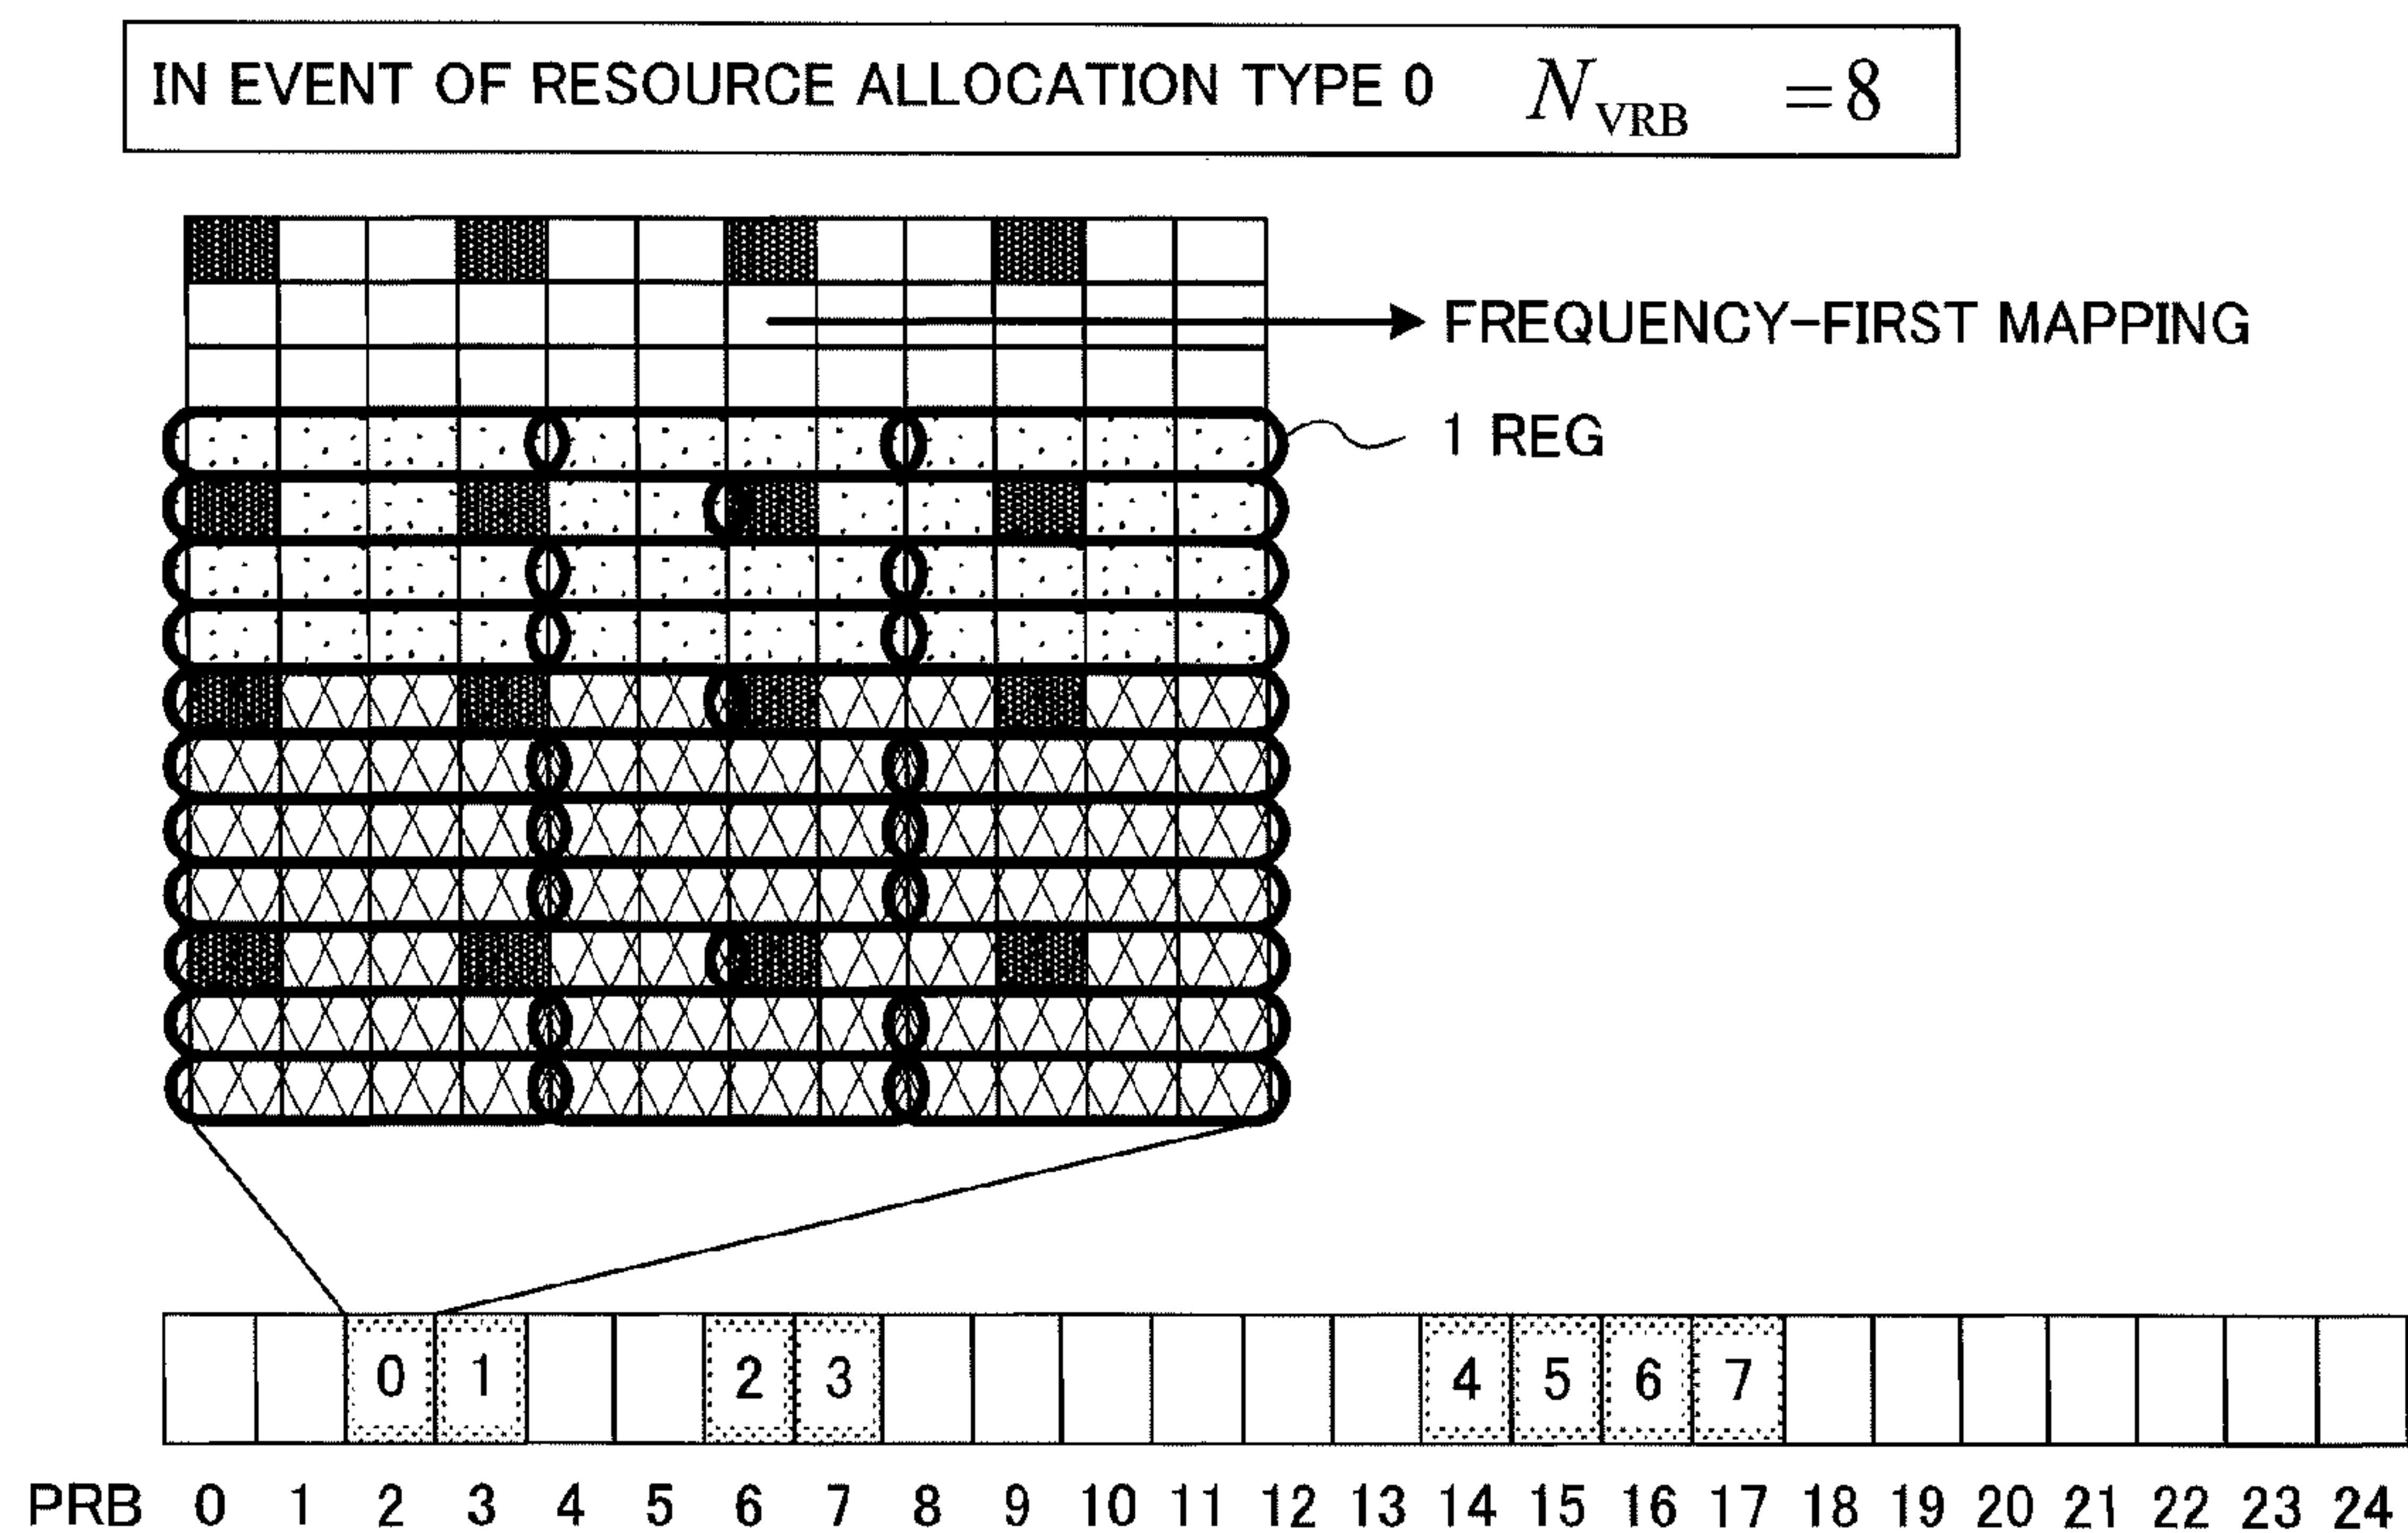 IN EVENT OF RESOURCE ALLOCATION TYPE 0 N_VRB =8
FREQUENCY-FIRST MAPPING
1 REG
0 1 2 3 4 5 6 7
PRB 0 1 2 3 4 5 6 7 8 9 10 11 12 13 14 15 16 17 18 19 20 21 22 23 24